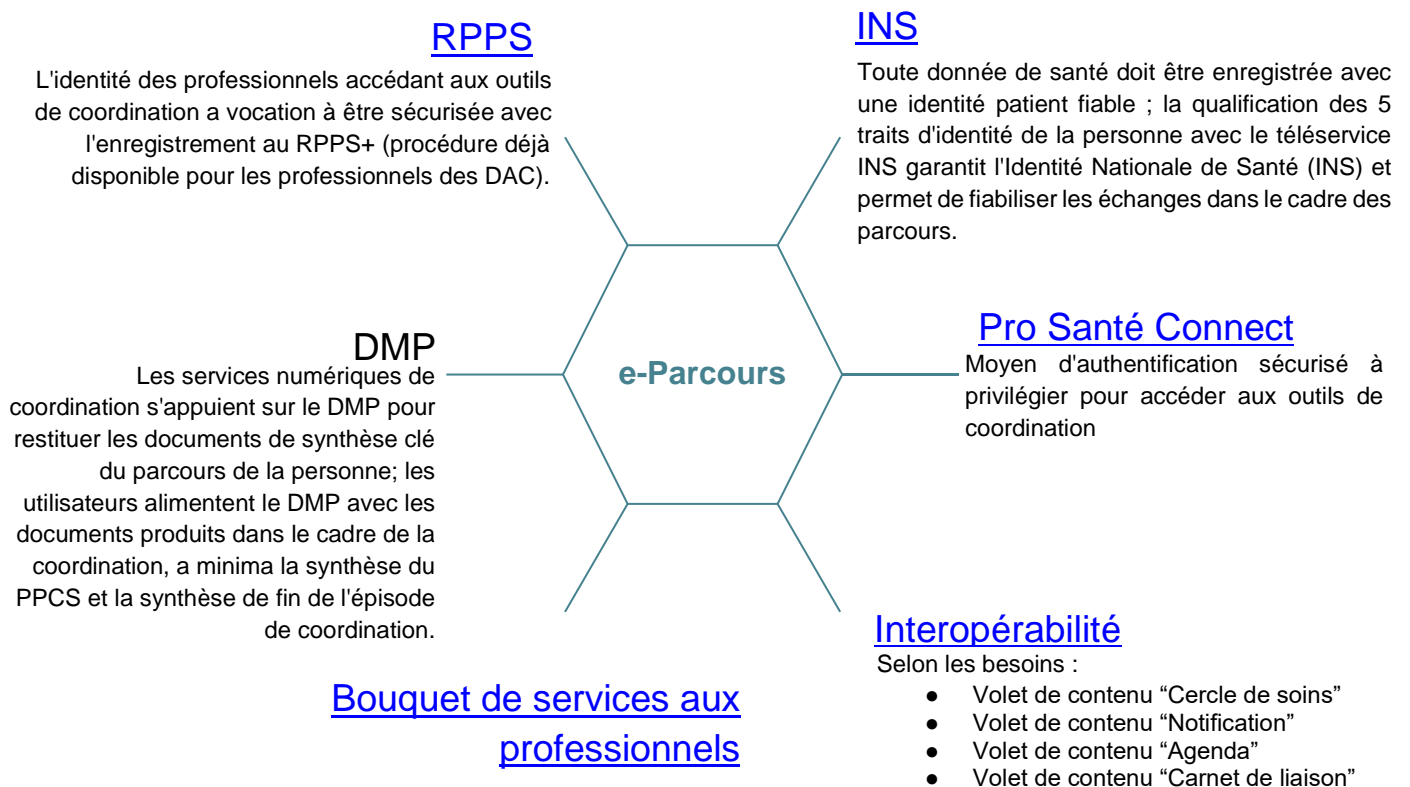 RPPS
L'identité des professionnels accédant aux outils
de coordination a vocation à être sécurisée avec
l'enregistrement au RPPS+ (procédure déjà
disponible pour les professionnels des DAC).
INS
Toute donnée de santé doit être enregistrée avec
une identité patient fiable ; la qualification des 5
traits d'identité de la personne avec le téléservice
INS garantit l'Identité Nationale de Santé (INS) et
permet de fiabiliser les échanges dans le cadre des
parcours.
DMP
Les services numériques de
coordination s'appuient sur le DMP pour
restituer les documents de synthèse clé
du parcours de la personne; les
utilisateurs alimentent le DMP avec les
documents produits dans le cadre de la
coordination, a minima la synthèse du
PPCS et la synthèse de fin de l'épisode
de coordination.
e-Parcours
Pro Santé Connect
Moyen d'authentification sécurisé à
privilégier pour accéder aux outils de
coordination
Bouquet de services aux
professionnels
Interopérabilité
Selon les besoins :
● Volet de contenu “Cercle de soins”
● Volet de contenu “Notification”
● Volet de contenu “Agenda”
● Volet de contenu “Carnet de liaison”